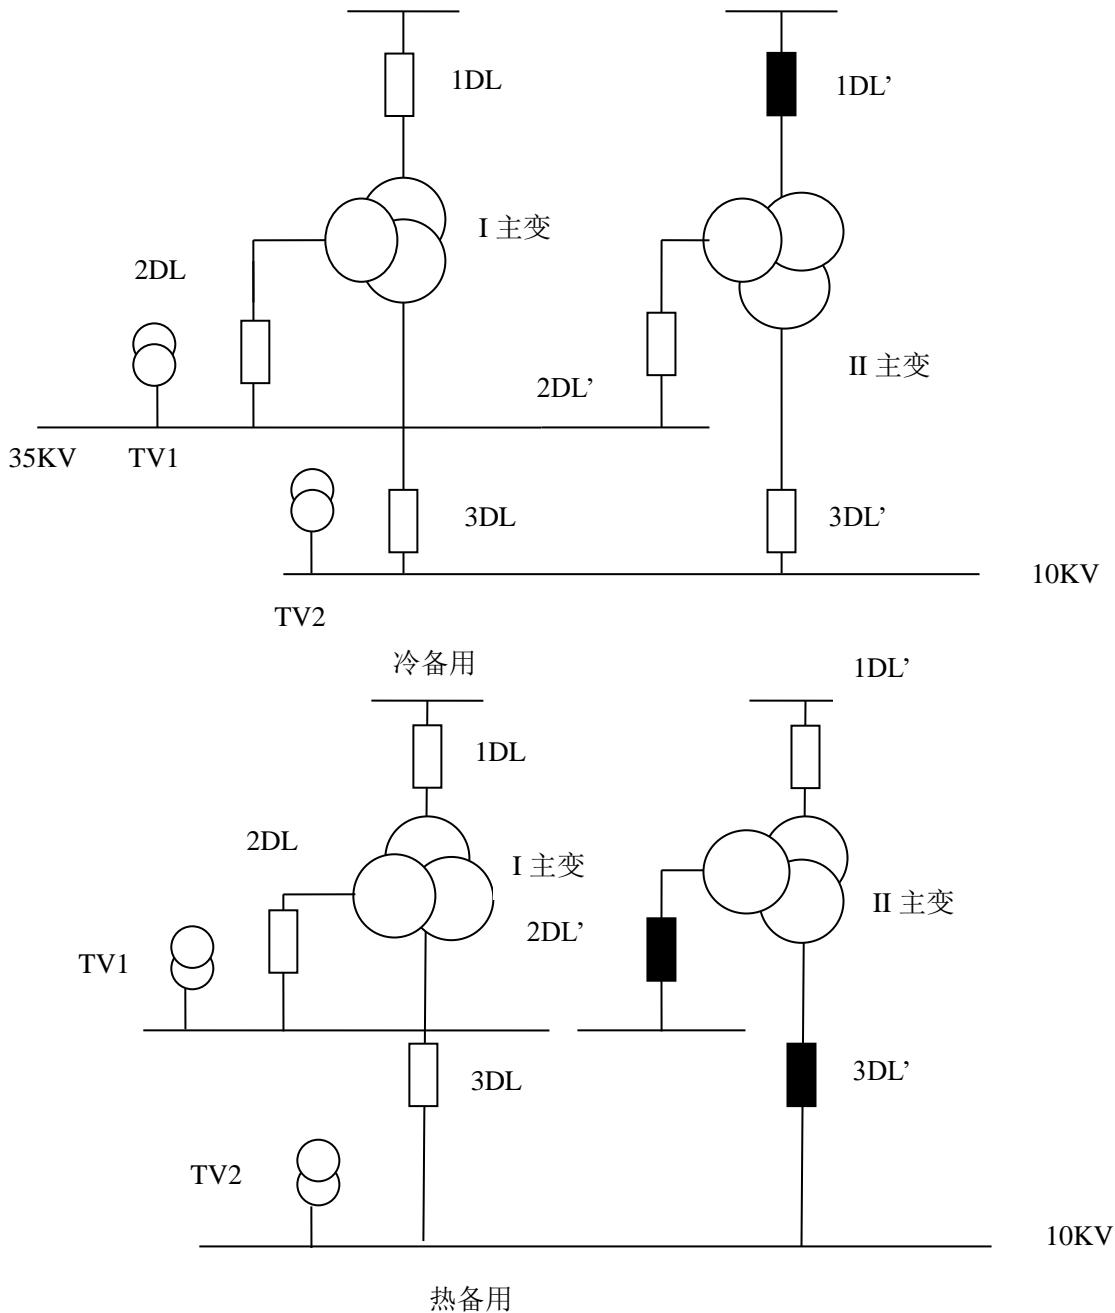 1DL
1DL’
I 主变
2DL
II 主变
2DL’
35KV
TV1
3DL
3DL’
10KV
TV2
冷备用
1DL’
1DL
2DL
I 主变
II 主变
2DL’
TV1
3DL
3DL’
TV2
10KV
热备用